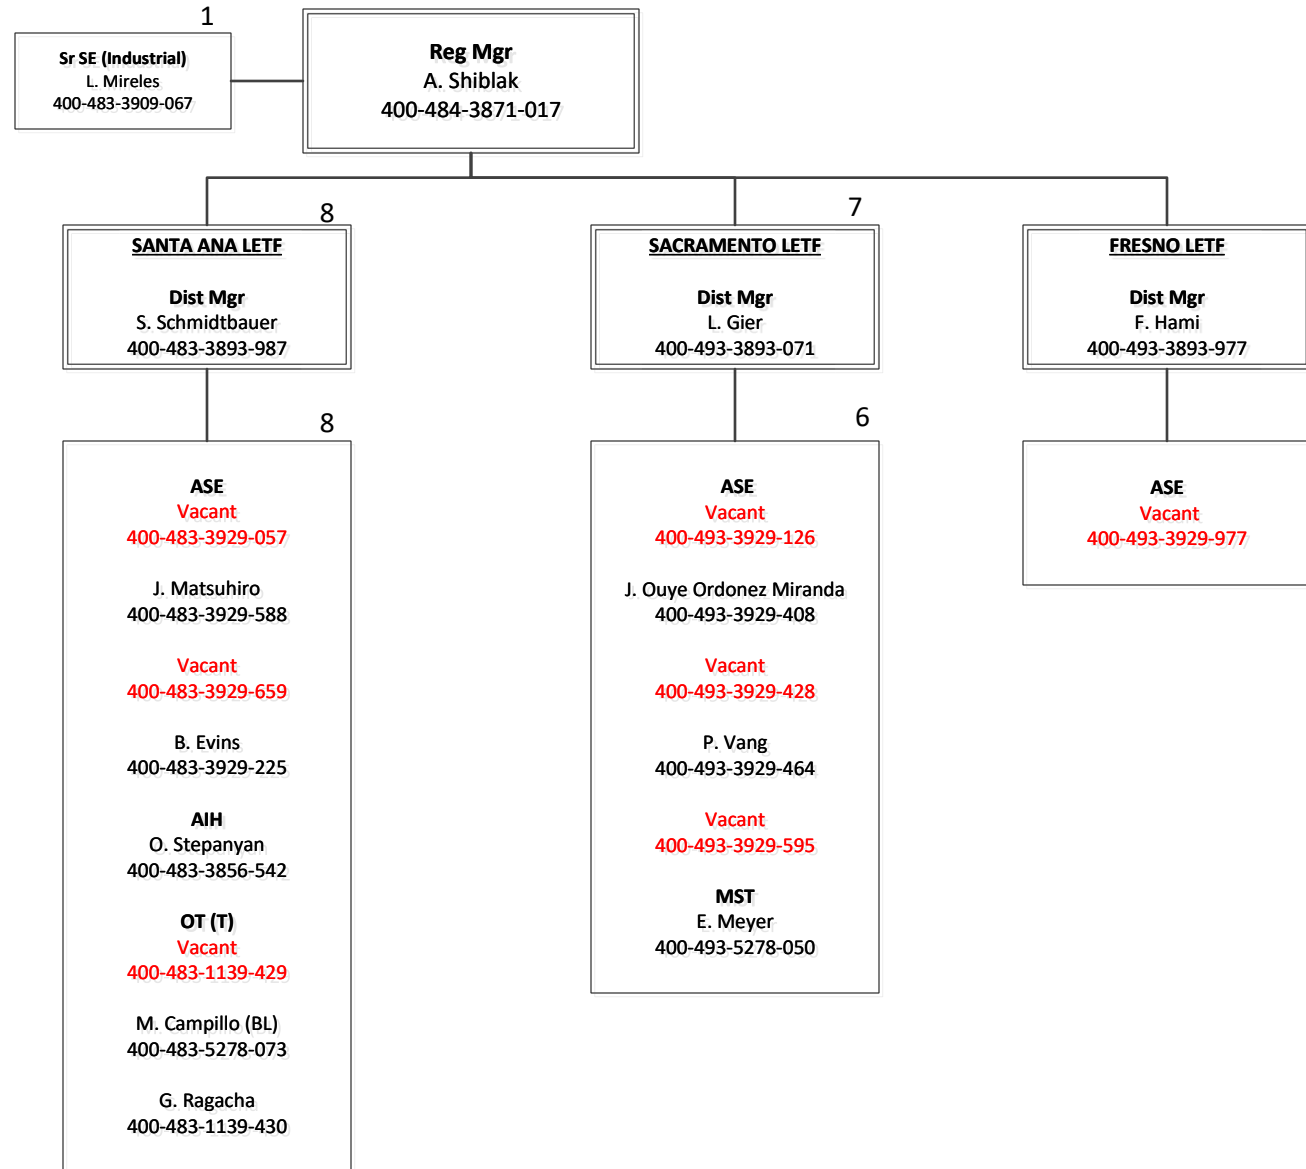 1
Sr SE (Industrial)
L. Mireles
400-483-3909-067
Reg Mgr
A. Shiblak
400-484-3871-017
8
SANTA ANA LETF
Dist Mgr
S. Schmidtbauer
400-483-3893-987
7
SACRAMENTO LETF
Dist Mgr
L. Gier
400-493-3893-071
FRESNO LETF
Dist Mgr
F. Hami
400-493-3893-977
8
ASE
Vacant
400-483-3929-057
J. Matsuhiro
400-483-3929-588
Vacant
400-483-3929-659
B. Evins
400-483-3929-225
AIH
O. Stepanyan
400-483-3856-542
OT (T)
Vacant
400-483-1139-429
M. Campillo (BL)
400-483-5278-073
G. Ragacha
400-483-1139-430
6
ASE
Vacant
400-493-3929-126
J. Ouye Ordonez Miranda
400-493-3929-408
Vacant
400-493-3929-428
P. Vang
400-493-3929-464
Vacant
400-493-3929-595
MST
E. Meyer
400-493-5278-050
ASE
Vacant
400-493-3929-977